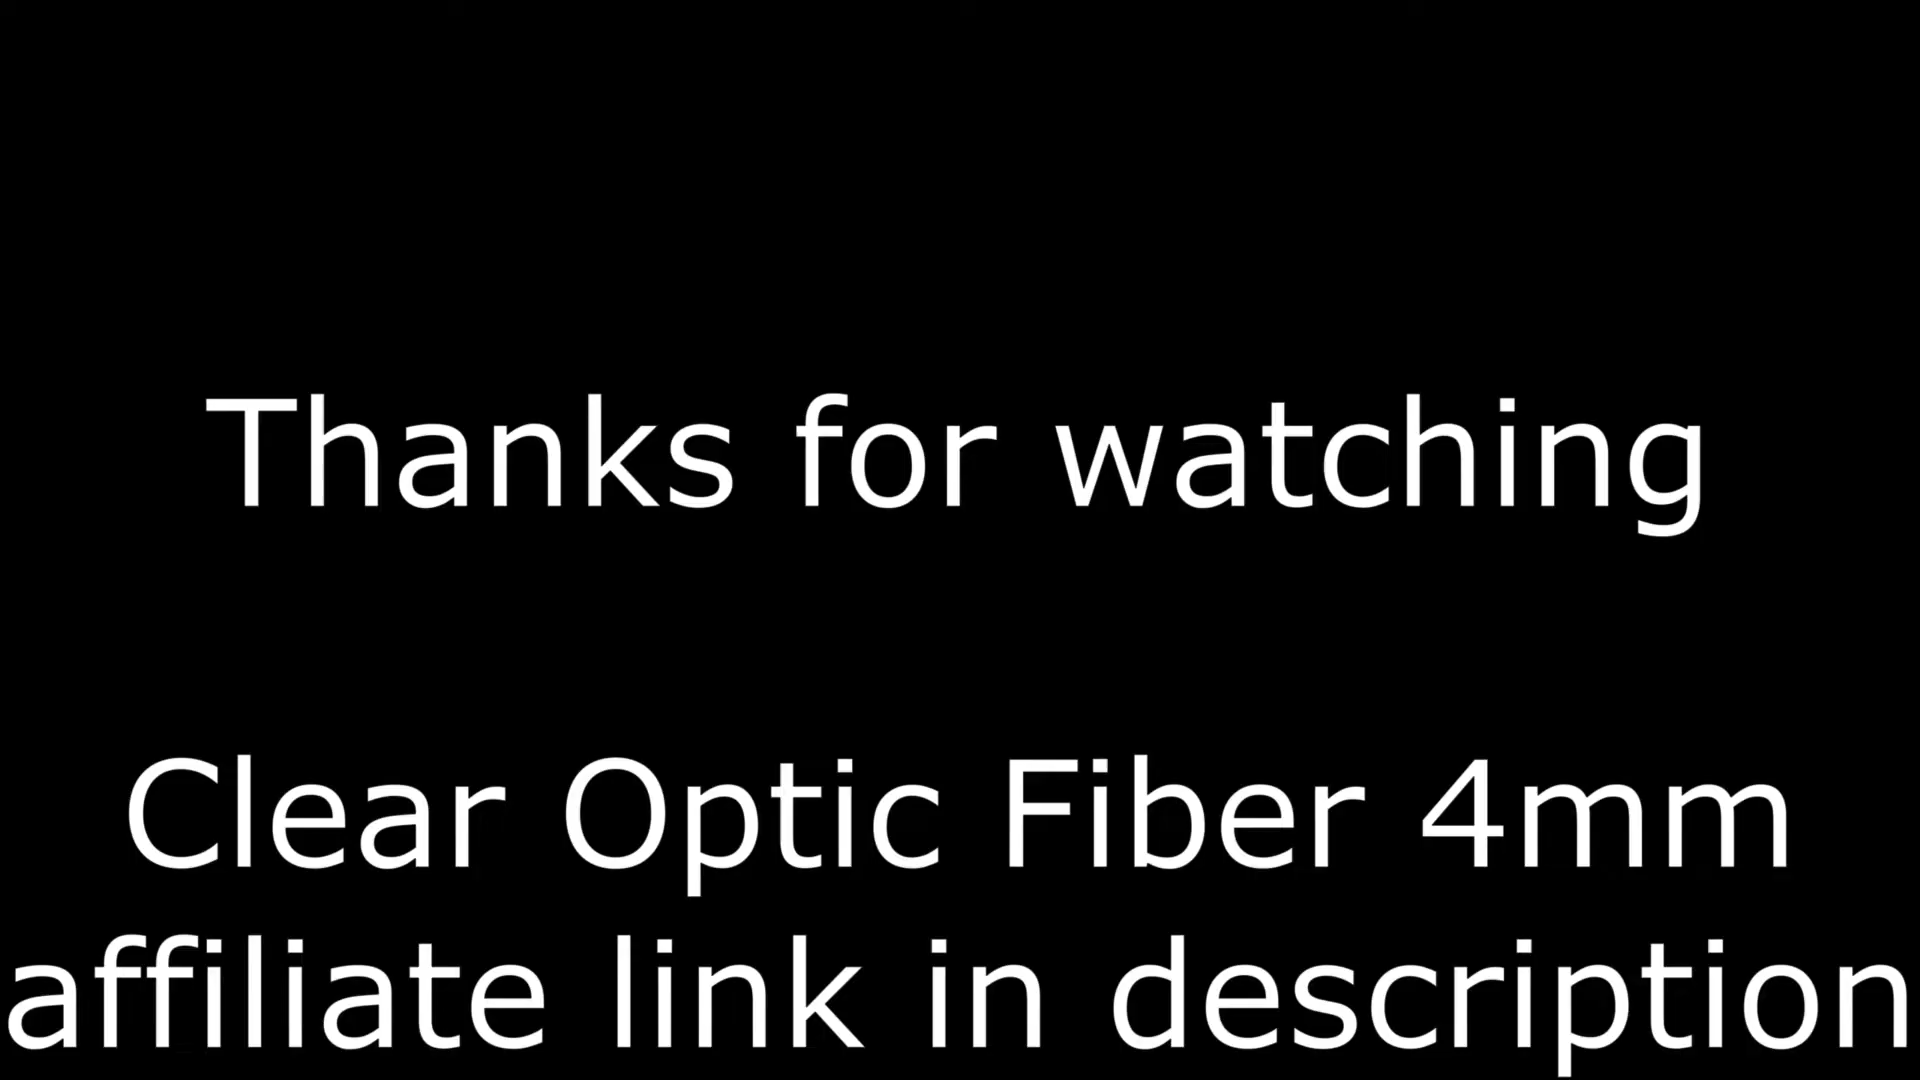 Thanks for watching
Clear Optic Fiber 4mm
affiliate link in description